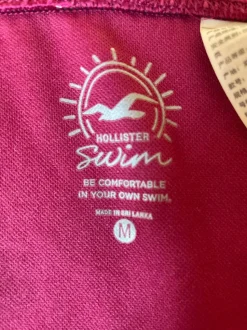 HOLLISTER
Swim
BE COMFORTABLE
IN YOUR OWN SWIM.
MADE IN SRI LANKA
M